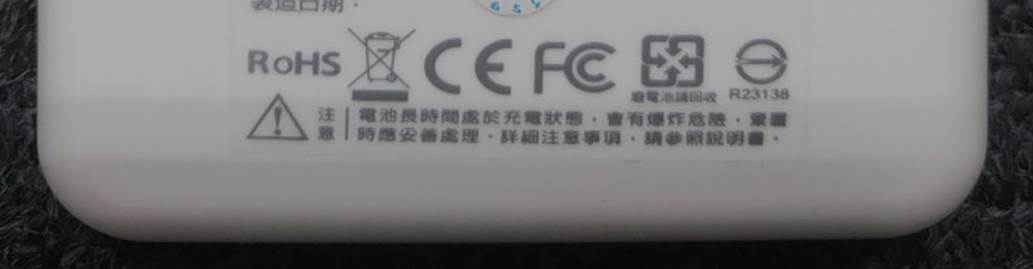 製造日期：
RoHS CE FC 廢電池請回收 R23138
注意 電池長時間處於充電狀態，會有爆炸危險，棄置
時應妥善處理。詳細注意事項，請參照說明書。